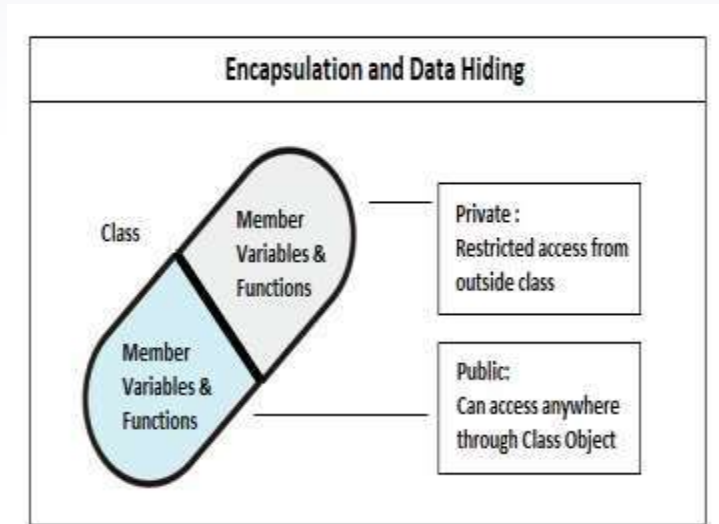 Encapsulation and Data Hiding
Class
Member
Variables &
Functions
Private :
Restricted access from
outside class
Member
Variables &
Functions
Public:
Can access anywhere
through Class Object